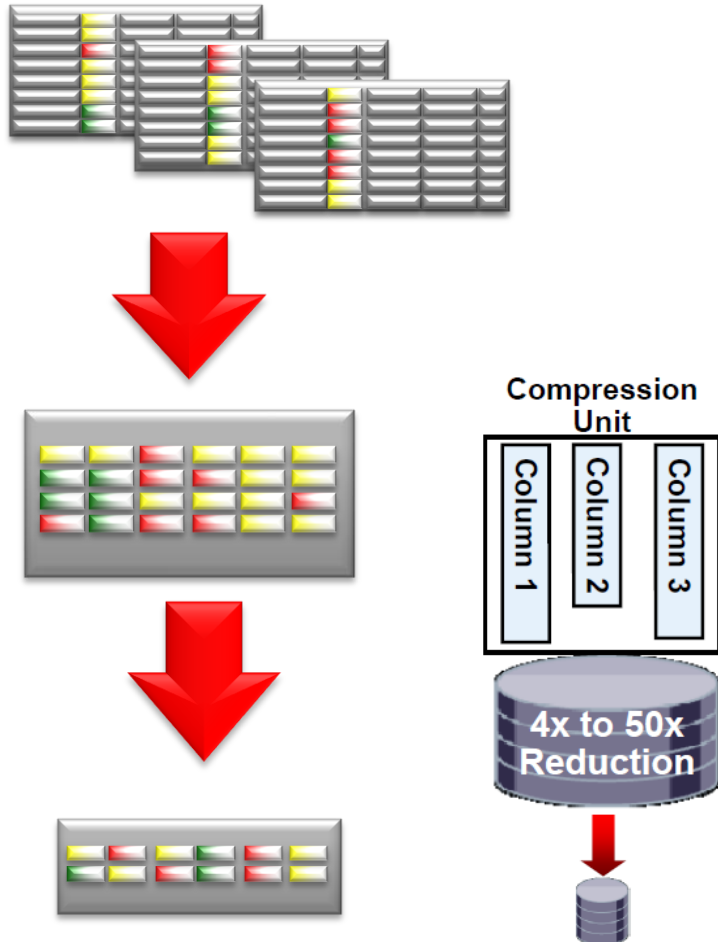 Compression
Unit
Column 1
Column 2
Column 3
4x to 50x
Reduction